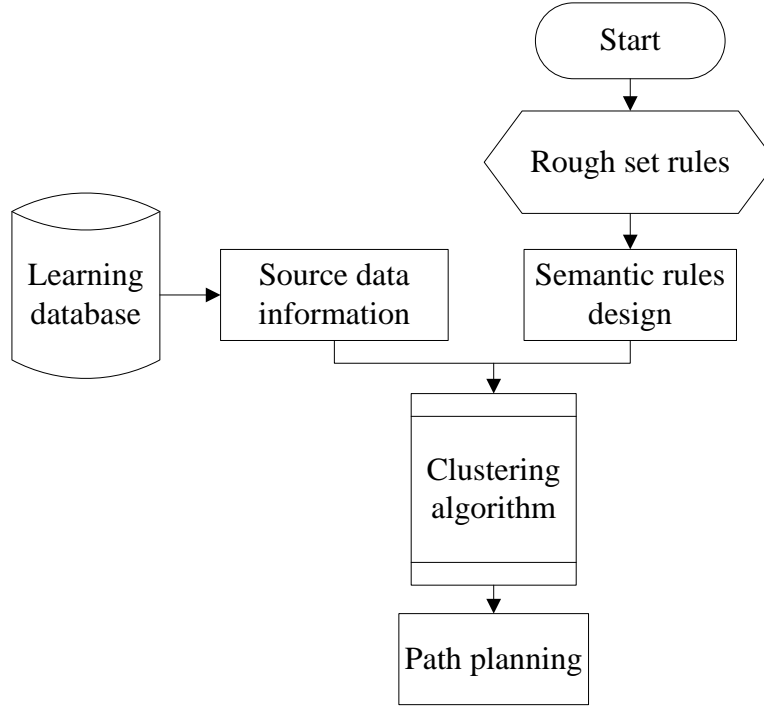 Start
Rough set rules
Learning
database
Source data
information
Semantic rules
design
Clustering
algorithm
Path planning